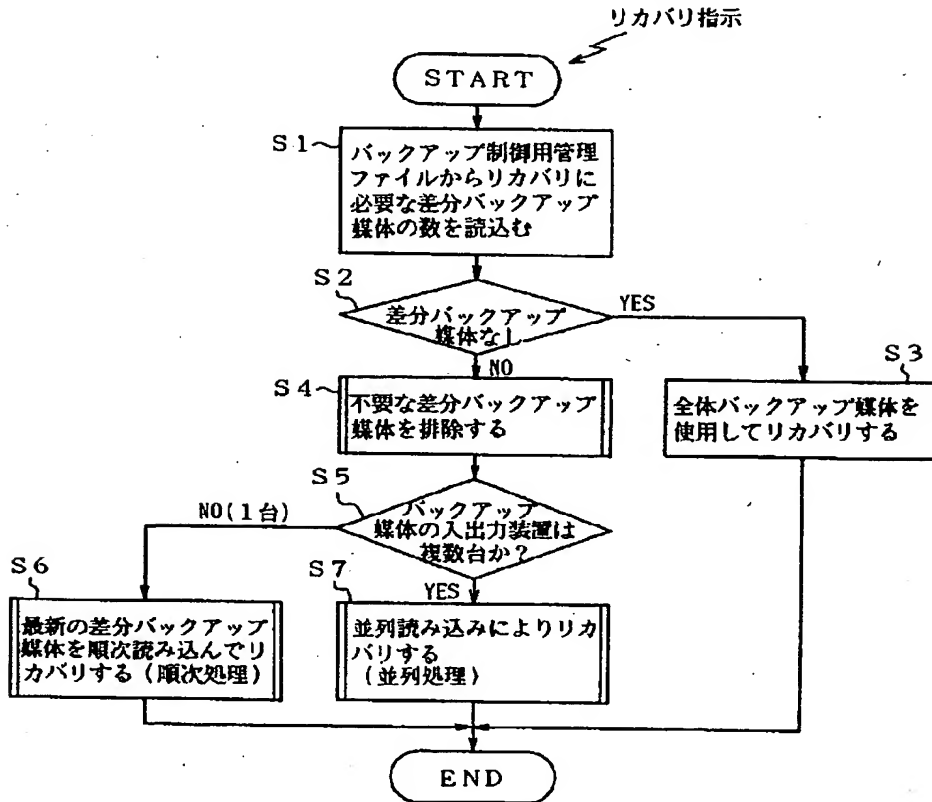 リカバリ指示
START
S1
バックアップ制御用管理
ファイルからリカバリに
必要な差分バックアップ
媒体の数を読込む
S2
差分バックアップ
媒体なし
YES
NO
S3
全体バックアップ媒体を
使用してリカバリする
S4
不要な差分バックアップ
媒体を排除する
S5
バックアップ
媒体の入出力装置は
複数台か？
NO(1台)
YES
S6
最新の差分バックアップ
媒体を順次読み込んでリ
カバリする(順次処理)
S7
並列読み込みによりリカ
バリする
(並列処理)
END